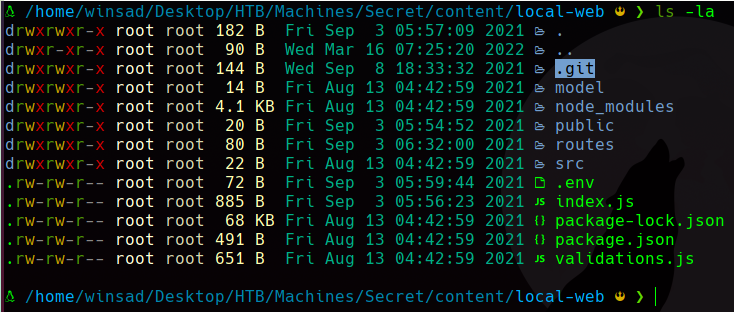 /home/winsad/Desktop/HTB/Machines/Secret/content/local-web ❯ ls -la
drwxrwxr-x root root 182 B Fri Sep 3 05:57:09 2021 .
drwxr-xr-x root root 90 B Wed Mar 16 07:25:20 2022 ..
drwxrwxr-x root root 144 B Wed Sep 8 18:33:32 2021 .git
drwxrwxr-x root root 14 B Fri Aug 13 04:42:59 2021 model
drwxrwxr-x root root 4.1 KB Fri Aug 13 04:42:59 2021 node_modules
drwxrwxr-x root root 20 B Fri Sep 3 05:54:52 2021 public
drwxrwxr-x root root 80 B Fri Sep 3 06:32:00 2021 routes
drwxrwxr-x root root 22 B Fri Aug 13 04:42:59 2021 src
.rw-rw-r-- root root 72 B Fri Sep 3 05:59:44 2021 .env
.rw-rw-r-- root root 885 B Fri Sep 3 05:56:23 2021 JS index.js
.rw-rw-r-- root root 68 KB Fri Aug 13 04:42:59 2021 {} package-lock.json
.rw-rw-r-- root root 491 B Fri Aug 13 04:42:59 2021 {} package.json
.rw-rw-r-- root root 651 B Fri Aug 13 04:42:59 2021 JS validations.js
/home/winsad/Desktop/HTB/Machines/Secret/content/local-web ❯